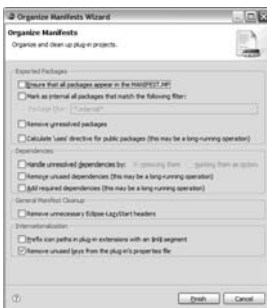 Organize Manifests Wizard
Organize Manifests
Organize and clean up plug-in projects.
Exported Packages
Ensure that all packages appear in the MANIFEST.MF
Mark as internal all packages that match the following filter:
Package filter: *.internal*
Remove unresolved packages
Calculate 'uses' directive for public packages (this may be a long-running operation)
Dependencies
Handle unresolved dependencies by: removing them marking them as optional
Remove unused dependencies (this may be a long-running operation)
Add required dependencies (this may be a long-running operation)
General Manifest Cleanup
Remove unnecessary Eclipse-LazyStart headers
Internationalization
Prefix icon paths in plug-in extensions with an $nl$ segment
Remove unused keys from the plug-in's properties file
Finish Cancel